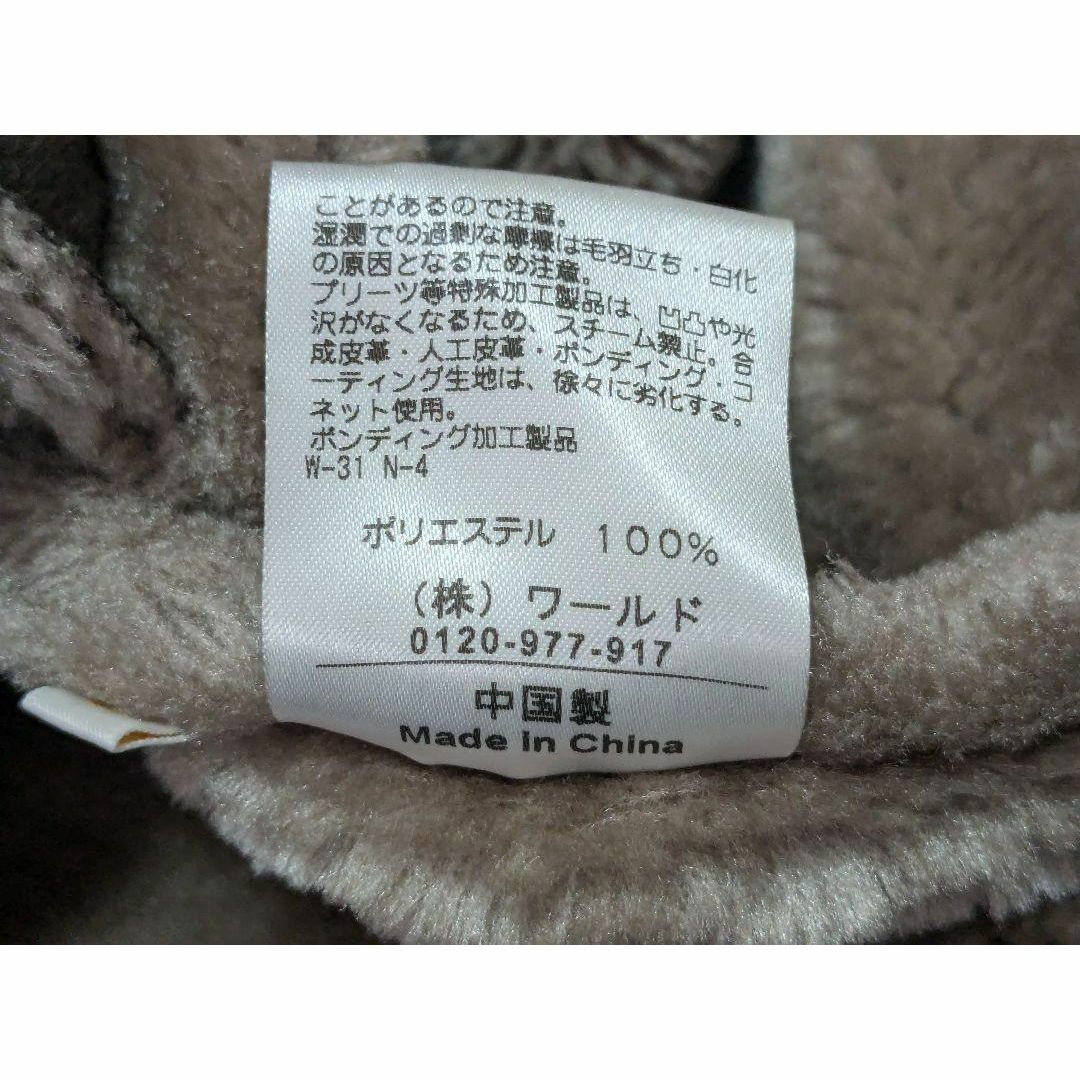 ことがあるので注意。
湿潤での過剰な摩擦は毛羽立ち・白化
の原因となるため注意。
プリーツ等特殊加工製品は、凹凸や光
沢がなくなるため、スチーム禁止。合
成皮革・人工皮革・ボンディング・コ
ーティング生地は、徐々に劣化する。
ネット使用。
ボンディング加工製品
W-31 N-4
ポリエステル 100%
(株) ワールド
0120-977-917
中国製
Made in China